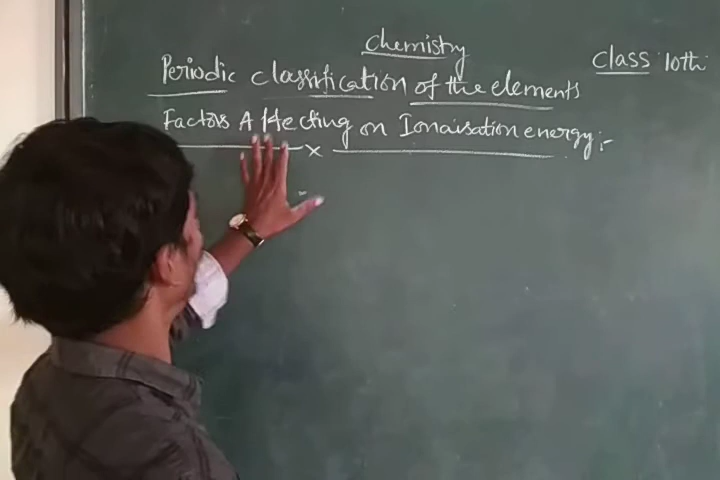 Chemistry
Class 10th
Periodic classification of the elements
Factors Affecting on Ionaisation energy:-